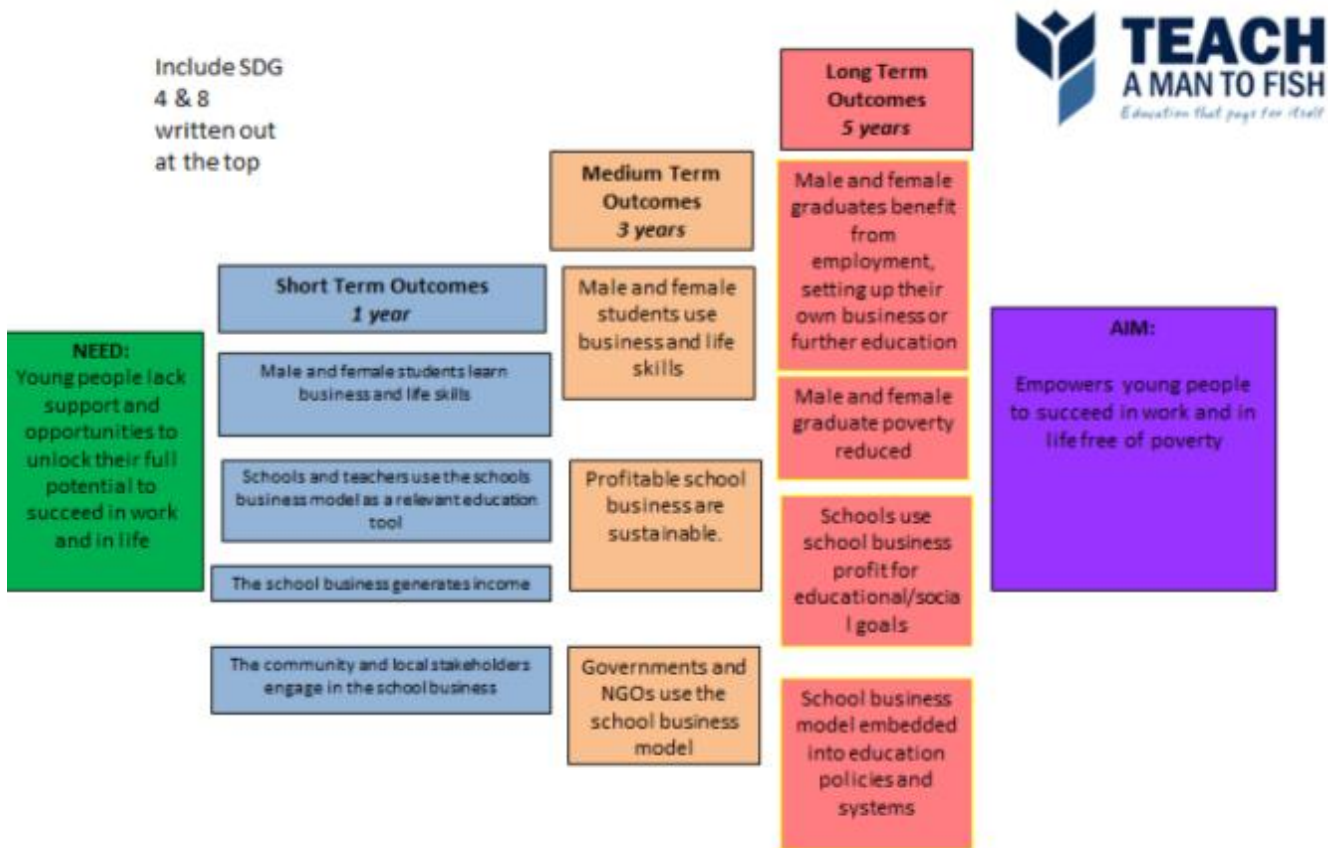 Include SDG
4 & 8
written out
at the top
TEACH
A MAN TO FISH
Education that pays for itself
NEED:
Young people lack
support and
opportunities to
unlock their full
potential to
succeed in work
and in life
Short Term Outcomes
1 year
Male and female students learn
business and life skills
Schools and teachers use the schools
business model as a relevant education
tool
The school business generates income
The community and local stakeholders
engage in the school business
Medium Term
Outcomes
3 years
Male and female
students use
business and life
skills
Profitable school
business are
sustainable.
Governments and
NGOs use the
school business
model
Long Term
Outcomes
5 years
Male and female
graduates benefit
from
employment,
setting up their
own business or
further education
Male and female
graduate poverty
reduced
Schools use
school business
profit for
educational/socia
l goals
School business
model embedded
into education
policies and
systems
AIM:
Empowers young people
to succeed in work and in
life free of poverty